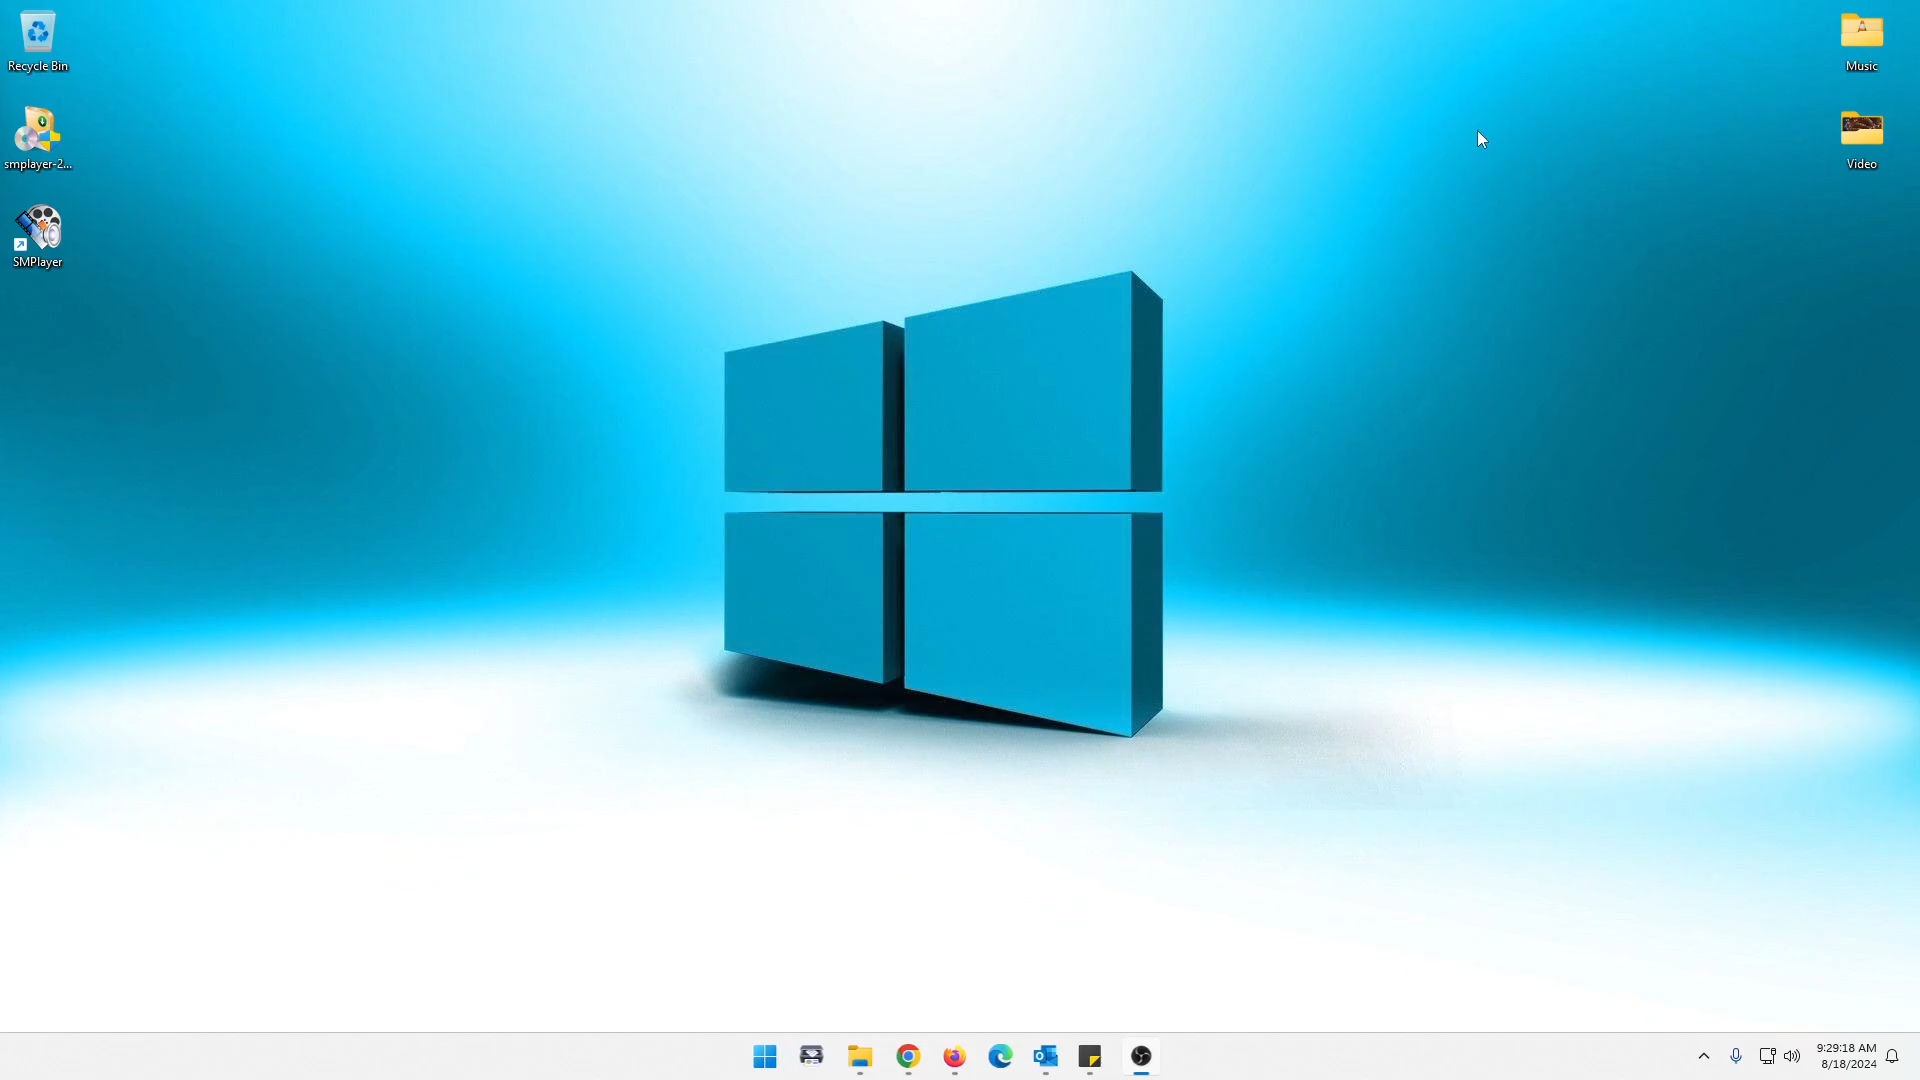 Recycle Bin
smplayer-2...
SMPlayer
Music
Video
9:29:18 AM
8/18/2024